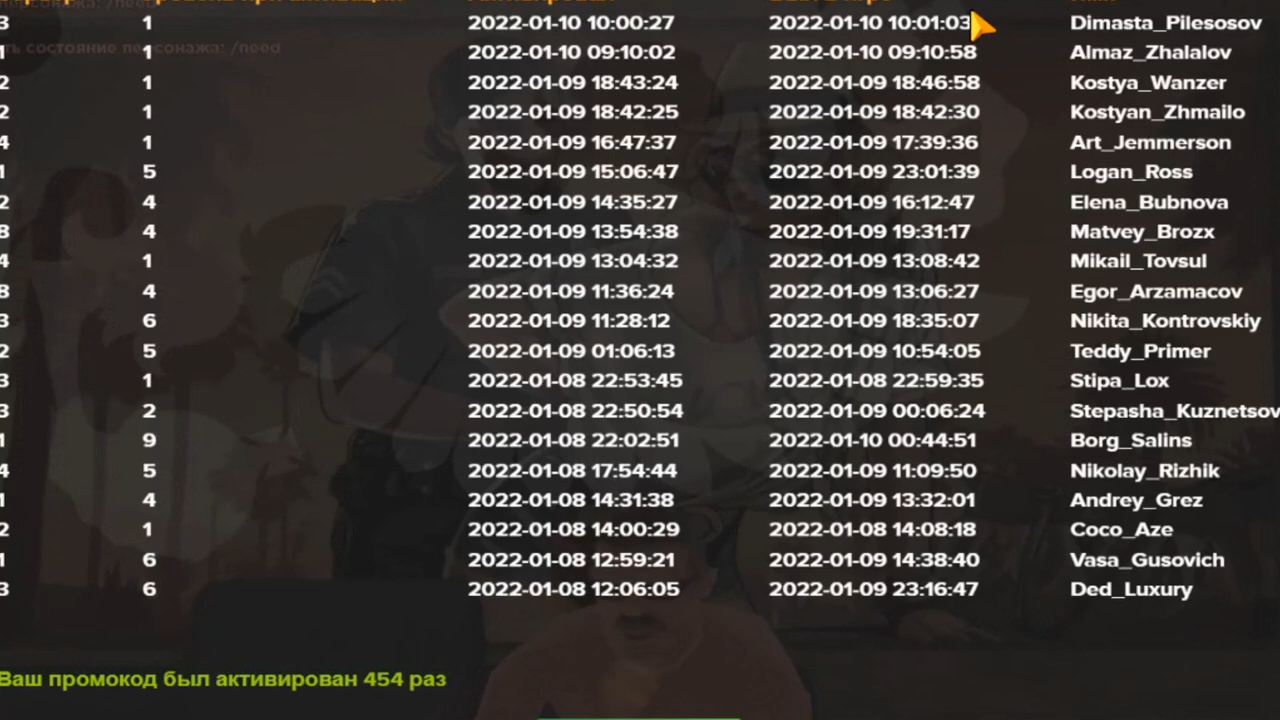 персонажа: /need
3 1 2022-01-10 10:00:27 2022-01-10 10:01:03 Dimasta_Pilesosov
ть состояние персонажа: /need
1 1 2022-01-10 09:10:02 2022-01-10 09:10:58 Almaz_Zhalalov
2 1 2022-01-09 18:43:24 2022-01-09 18:46:58 Kostya_Wanzer
2 1 2022-01-09 18:42:25 2022-01-09 18:42:30 Kostyan_Zhmailo
4 1 2022-01-09 16:47:37 2022-01-09 17:39:36 Art_Jemmerson
1 5 2022-01-09 15:06:47 2022-01-09 23:01:39 Logan_Ross
2 4 2022-01-09 14:35:27 2022-01-09 16:12:47 Elena_Bubnova
8 4 2022-01-09 13:54:38 2022-01-09 19:31:17 Matvey_Brozx
4 1 2022-01-09 13:04:32 2022-01-09 13:08:42 Mikail_Tovsul
8 4 2022-01-09 11:36:24 2022-01-09 13:06:27 Egor_Arzamacov
3 6 2022-01-09 11:28:12 2022-01-09 18:35:07 Nikita_Kontrovskiy
2 5 2022-01-09 01:06:13 2022-01-09 10:54:05 Teddy_Primer
3 1 2022-01-08 22:53:45 2022-01-08 22:59:35 Stipa_Lox
3 2 2022-01-08 22:50:54 2022-01-09 00:06:24 Stepasha_Kuznetsov
1 9 2022-01-08 22:02:51 2022-01-10 00:44:51 Borg_Salins
4 5 2022-01-08 17:54:44 2022-01-09 11:09:50 Nikolay_Rizhik
1 4 2022-01-08 14:31:38 2022-01-09 13:32:01 Andrey_Grez
2 1 2022-01-08 14:00:29 2022-01-08 14:08:18 Coco_Aze
1 6 2022-01-08 12:59:21 2022-01-09 14:38:40 Vasa_Gusovich
3 6 2022-01-08 12:06:05 2022-01-09 23:16:47 Ded_Luxury
Ваш промокод был активирован 454 раз